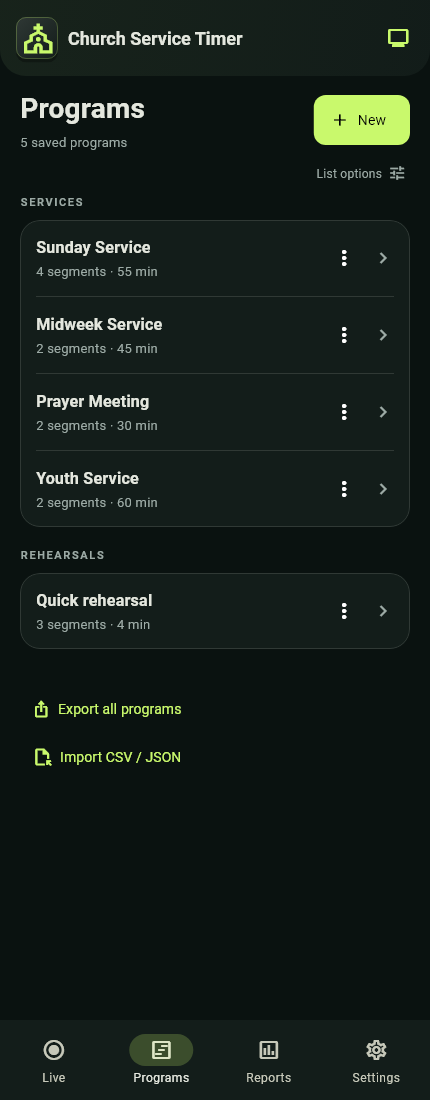 Church Service Timer
Programs
5 saved programs
New
List options
SERVICES
Sunday Service
4 segments · 55 min
Midweek Service
2 segments · 45 min
Prayer Meeting
2 segments · 30 min
Youth Service
2 segments · 60 min
REHEARSALS
Quick rehearsal
3 segments · 4 min
Export all programs
Import CSV / JSON
Live
Programs
Reports
Settings